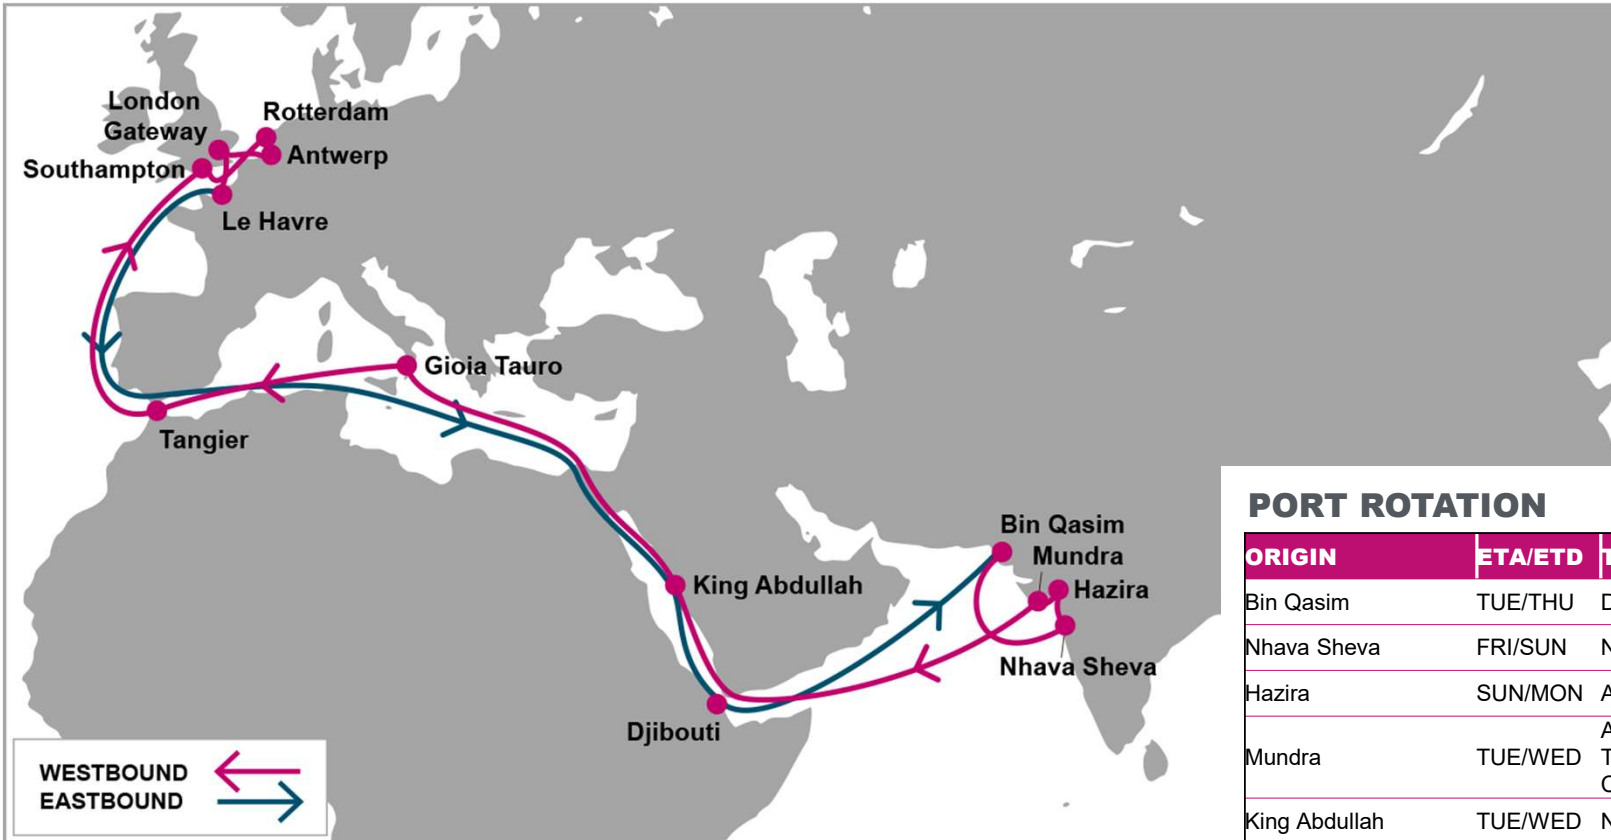 London
Gateway
Rotterdam
Antwerp
Southampton
Le Havre
Gioia Tauro
Tangier
King Abdullah
Bin Qasim
Mundra
Hazira
Nhava Sheva
Djibouti
WESTBOUND
EASTBOUND
PORT ROTATION
ORIGIN ETA/ETD
Bin Qasim TUE/THU
Nhava Sheva FRI/SUN N
Hazira SUN/MON A
Mundra TUE/WED
King Abdullah TUE/WED N